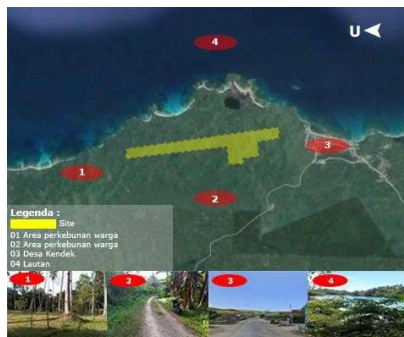 U
4
3
1
2
Legenda :
Site
01 Area perkebunan warga
02 Area perkebunan warga
03 Desa Kendek
04 Lautan
1
2
3
4